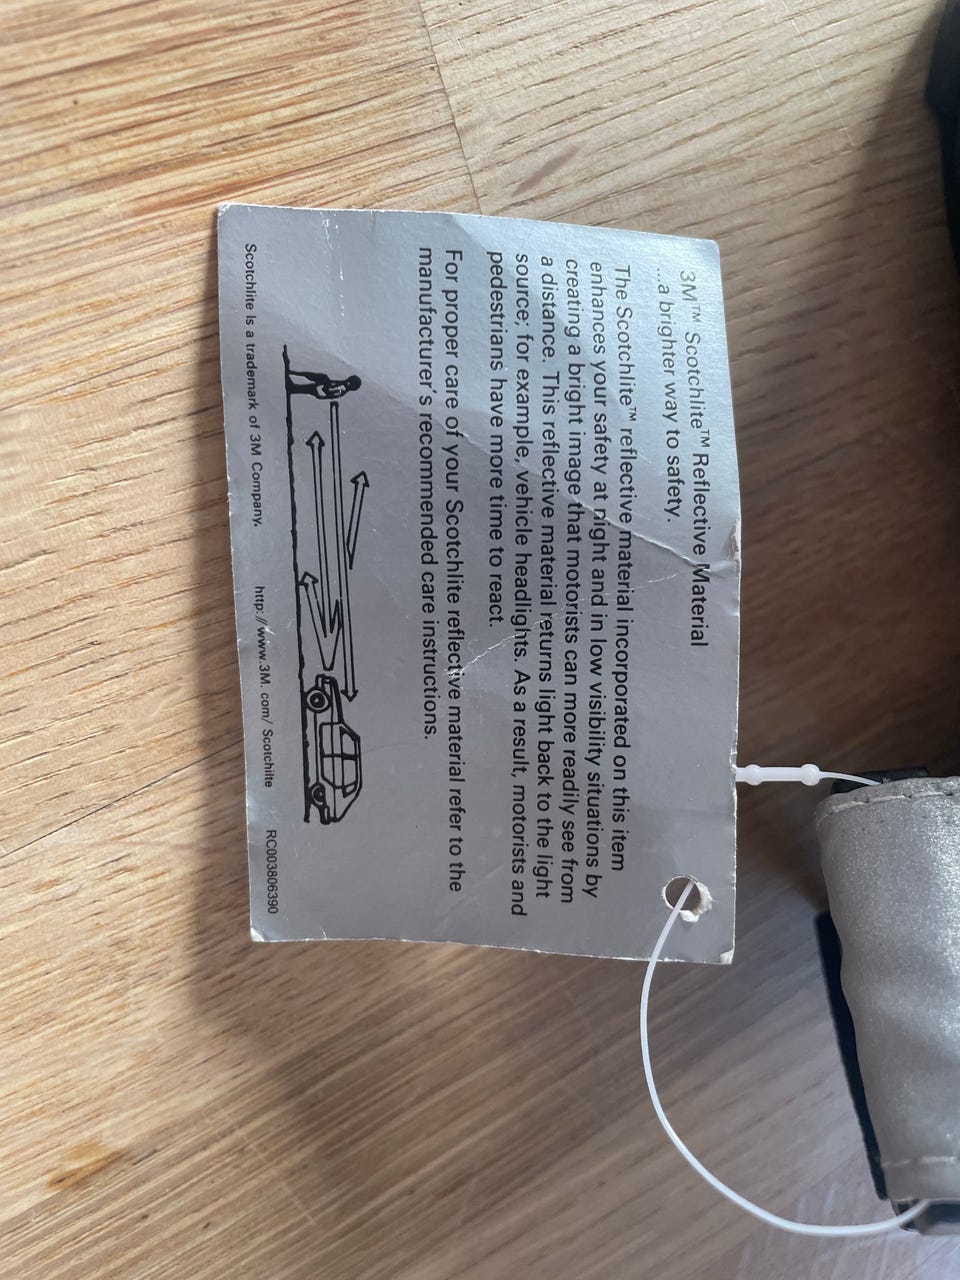 3M™ Scotchlite™ Reflective Material
...a brighter way to safety.
The Scotchlite™ reflective material incorporated on this item
enhances your safety at night and in low visibility situations by
creating a bright image that motorists can more readily see from
a distance. This reflective material returns light back to the light
source; for example, vehicle headlights. As a result, motorists and
pedestrians have more time to react.
For proper care of your Scotchlite reflective material refer to the
manufacturer's recommended care instructions.
Scotchlite Is a trademark of 3M Company. http://www.3M. com/ Scotchilte RC003806390